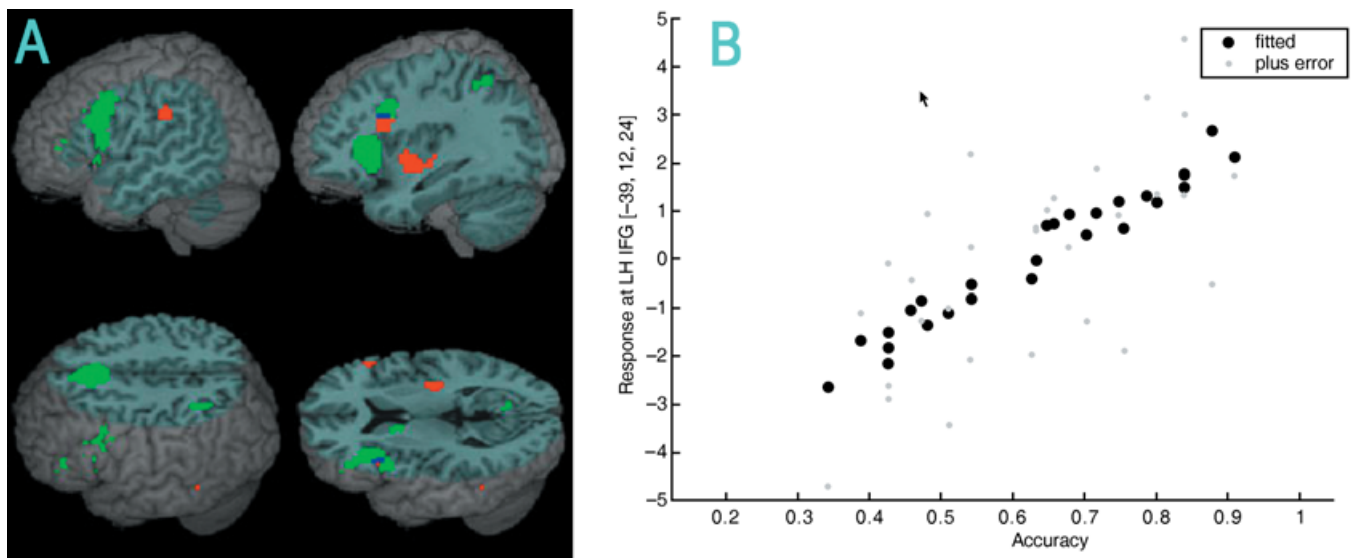 A
B
fitted
plus error
5
4
3
2
1
0
−1
−2
−3
−4
−5
Response at LH IFG [−39, 12, 24]
0.2 0.3 0.4 0.5 0.6 0.7 0.8 0.9 1
Accuracy